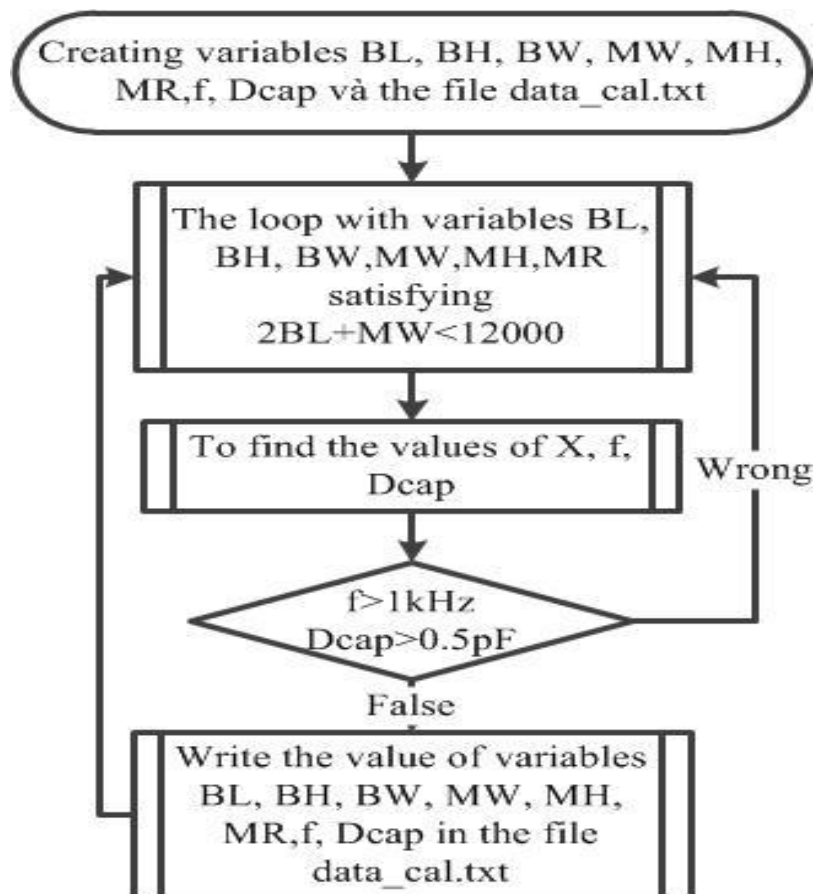 Creating variables BL, BH, BW, MW, MH,
MR,f, Dcap và the file data_cal.txt
The loop with variables BL,
BH, BW,MW,MH,MR
satisfying
2BL+MW<12000
To find the values of X, f,
Dcap
Wrong
f>1kHz
Dcap>0.5pF
False
Write the value of variables
BL, BH, BW, MW, MH,
MR,f, Dcap in the file
data_cal.txt